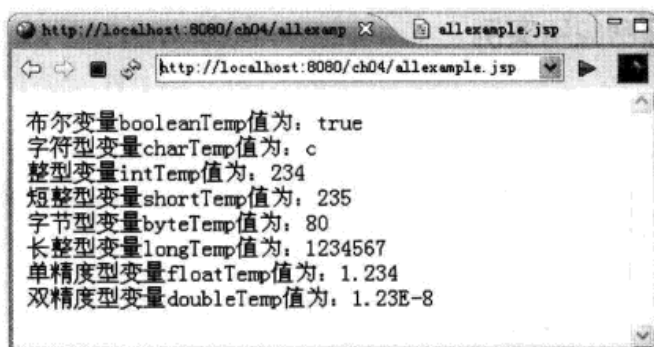 http://localhost:8080/ch04/allexamp
allexample.jsp
http://localhost:8080/ch04/allexample.jsp
布尔变量booleanTemp值为：true
字符型变量charTemp值为：c
整型变量intTemp值为：234
短整型变量shortTemp值为：235
字节型变量byteTemp值为：80
长整型变量longTemp值为：1234567
单精度型变量floatTemp值为：1.234
双精度型变量doubleTemp值为：1.23E-8